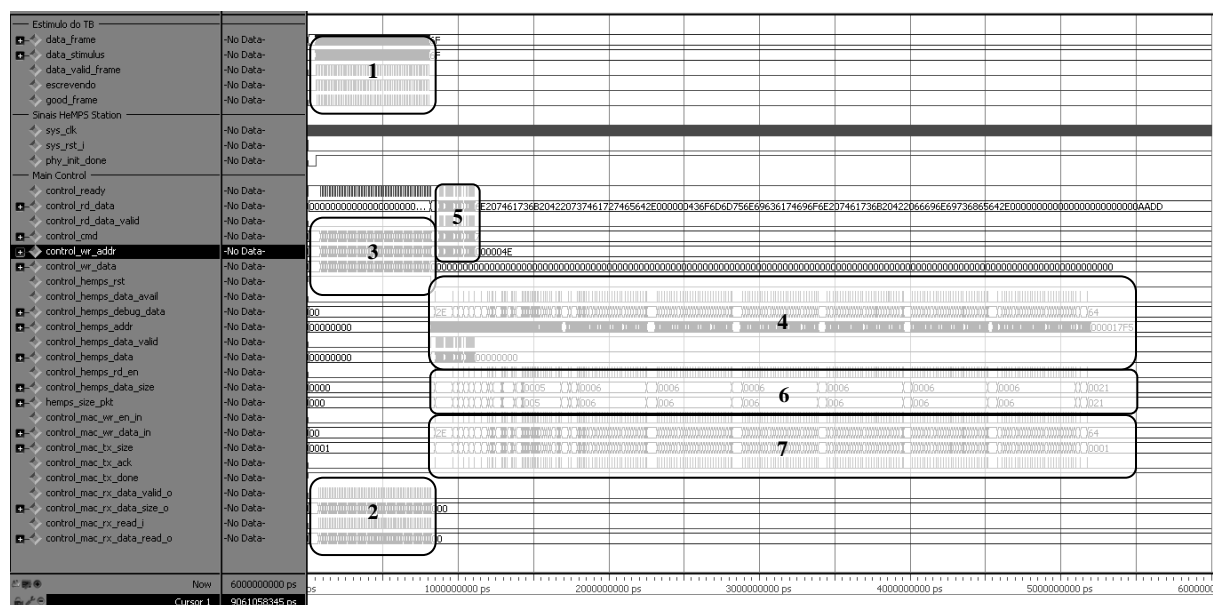 Estimulo do TB
data_frame -No Data- 6F
data_stimulus -No Data- 6F
data_valid_frame -No Data-
1
escrevendo -No Data-
good_frame -No Data-
Sinais HeMPS Station
sys_clk -No Data-
sys_rst_i -No Data-
phy_init_done -No Data-
Main Control
control_ready -No Data-
control_rd_data -No Data- 00000000000000000000...
5
control_rd_data_valid -No Data-
control_cmd -No Data-
control_wr_addr -No Data- 00004E
3
control_wr_data -No Data-
control_hemps_rst -No Data-
control_hemps_data_avail -No Data-
control_hemps_debug_data -No Data- 00 2E 64
control_hemps_addr -No Data- 00000000 000017F5
4
control_hemps_data_valid -No Data-
control_hemps_data -No Data- 00000000 00000000
control_hemps_rd_en -No Data-
control_hemps_data_size -No Data- 0000 0005 0006 0006 0006 0006 0006 0006 0021
6
hemps_size_pkt -No Data- 000 005 006 006 006 006 006 006 021
control_mac_wr_en_in -No Data-
control_mac_wr_data_in -No Data- 00 2E 64
control_mac_tx_size -No Data- 0001 0001
7
control_mac_tx_ack -No Data-
control_mac_tx_done -No Data-
control_mac_rx_data_valid_o -No Data-
control_mac_rx_data_size_o -No Data- 000
2
control_mac_rx_read_i -No Data-
control_mac_rx_data_read_o -No Data-
Now 6000000000 ps
ps 1000000000 ps 2000000000 ps 3000000000 ps 4000000000 ps 5000000000 ps
Cursor 1 9061058345 ps